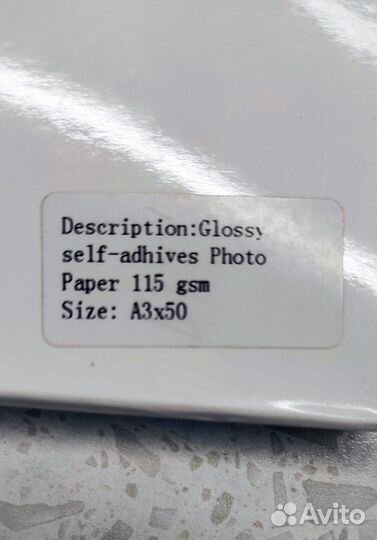 Description:Glossy
self-adhives Photo
Paper 115 gsm
Size: A3x50
Avito